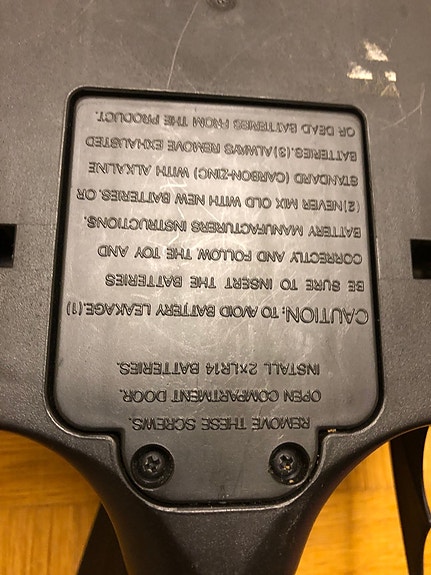 REMOVE THESE SCREWS.
OPEN COMPARTMENT DOOR.
INSTALL 2×LR14 BATTERIES.
CAUTION: TO AVOID BATTERY LEAKAGE.(1)
BE SURE TO INSERT THE BATTERIES
CORRECTLY AND FOLLOW THE TOY AND
BATTERY MANUFACTURERS INSTRUCTIONS.
(2)NEVER MIX OLD WITH NEW BATTERIES. OR
STANDARD (CARBON-ZINC) WITH ALKALINE
BATTERIES.(3)ALWAYS REMOVE EXHAUSTED
OR DEAD BATTERIES FROM THE PRODUCT.